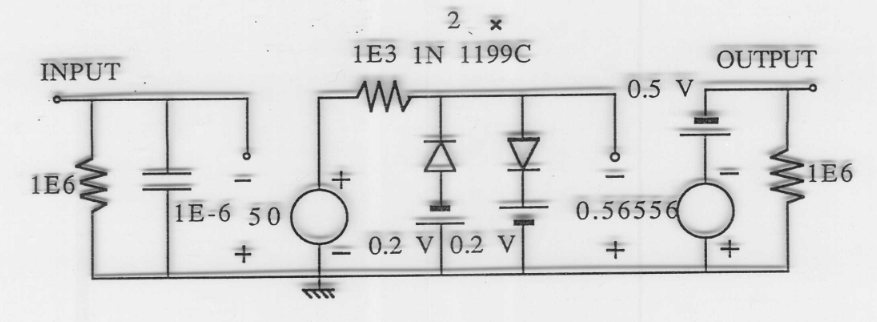 2 ×
1E3 1N 1199C
INPUT
OUTPUT
0.5 V
1E6
1E-6
50
+
−
−
+
0.2 V
0.2 V
−
+
0.56556
−
+
1E6